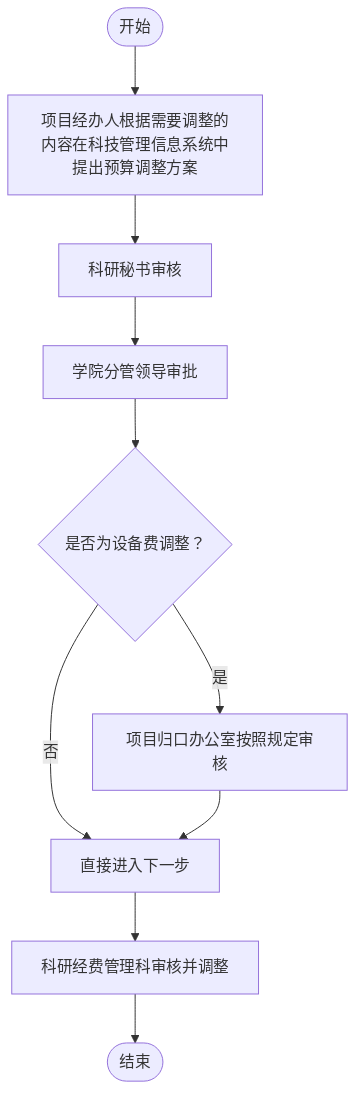 开始
项目经办人根据需要调整的
内容在科技管理信息系统中
提出预算调整方案
科研秘书审核
学院分管领导审批
是否为设备费调整？
是
项目归口办公室按照规定审
核
否
直接进入下一步
科研经费管理科审核并调整
结束